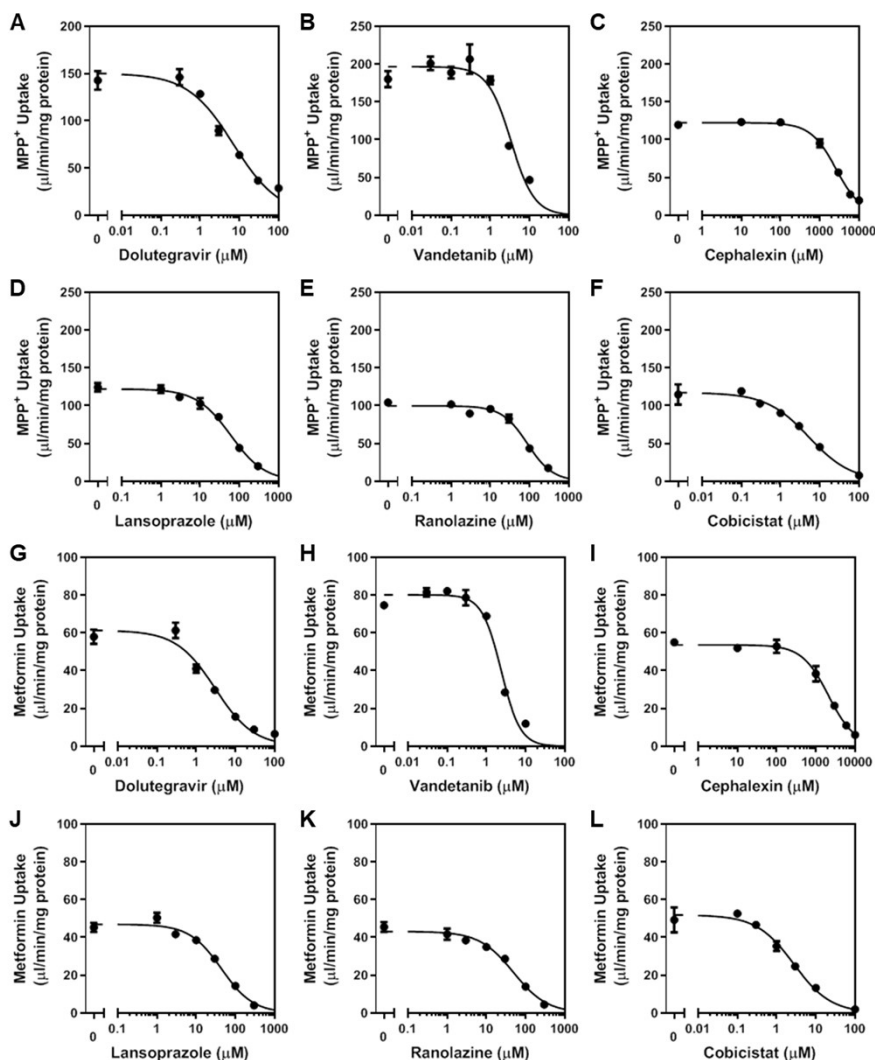 A
MPP+ Uptake
(μl/min/mg protein)
200
150
100
50
0
0
0.01
0.1
1
10
100
Dolutegravir (μM)
B
MPP+ Uptake
(μl/min/mg protein)
250
200
150
100
50
0
0
0.01
0.1
1
10
100
Vandetanib (μM)
C
MPP+ Uptake
(μl/min/mg protein)
250
200
150
100
50
0
0
1
10
100
1000
10000
Cephalexin (μM)
D
MPP+ Uptake
(μl/min/mg protein)
250
200
150
100
50
0
0
0.1
1
10
100
1000
Lansoprazole (μM)
E
MPP+ Uptake
(μl/min/mg protein)
250
200
150
100
50
0
0
0.1
1
10
100
1000
Ranolazine (μM)
F
MPP+ Uptake
(μl/min/mg protein)
250
200
150
100
50
0
0
0.01
0.1
1
10
100
Cobicistat (μM)
G
Metformin Uptake
(μl/min/mg protein)
100
80
60
40
20
0
0
0.01
0.1
1
10
100
Dolutegravir (μM)
H
Metformin Uptake
(μl/min/mg protein)
100
80
60
40
20
0
0
0.01
0.1
1
10
100
Vandetanib (μM)
I
Metformin Uptake
(μl/min/mg protein)
100
80
60
40
20
0
0
1
10
100
1000
10000
Cephalexin (μM)
J
Metformin Uptake
(μl/min/mg protein)
100
80
60
40
20
0
0
0.1
1
10
100
1000
Lansoprazole (μM)
K
Metformin Uptake
(μl/min/mg protein)
100
80
60
40
20
0
0
0.1
1
10
100
1000
Ranolazine (μM)
L
Metformin Uptake
(μl/min/mg protein)
100
80
60
40
20
0
0
0.01
0.1
1
10
100
Cobicistat (μM)